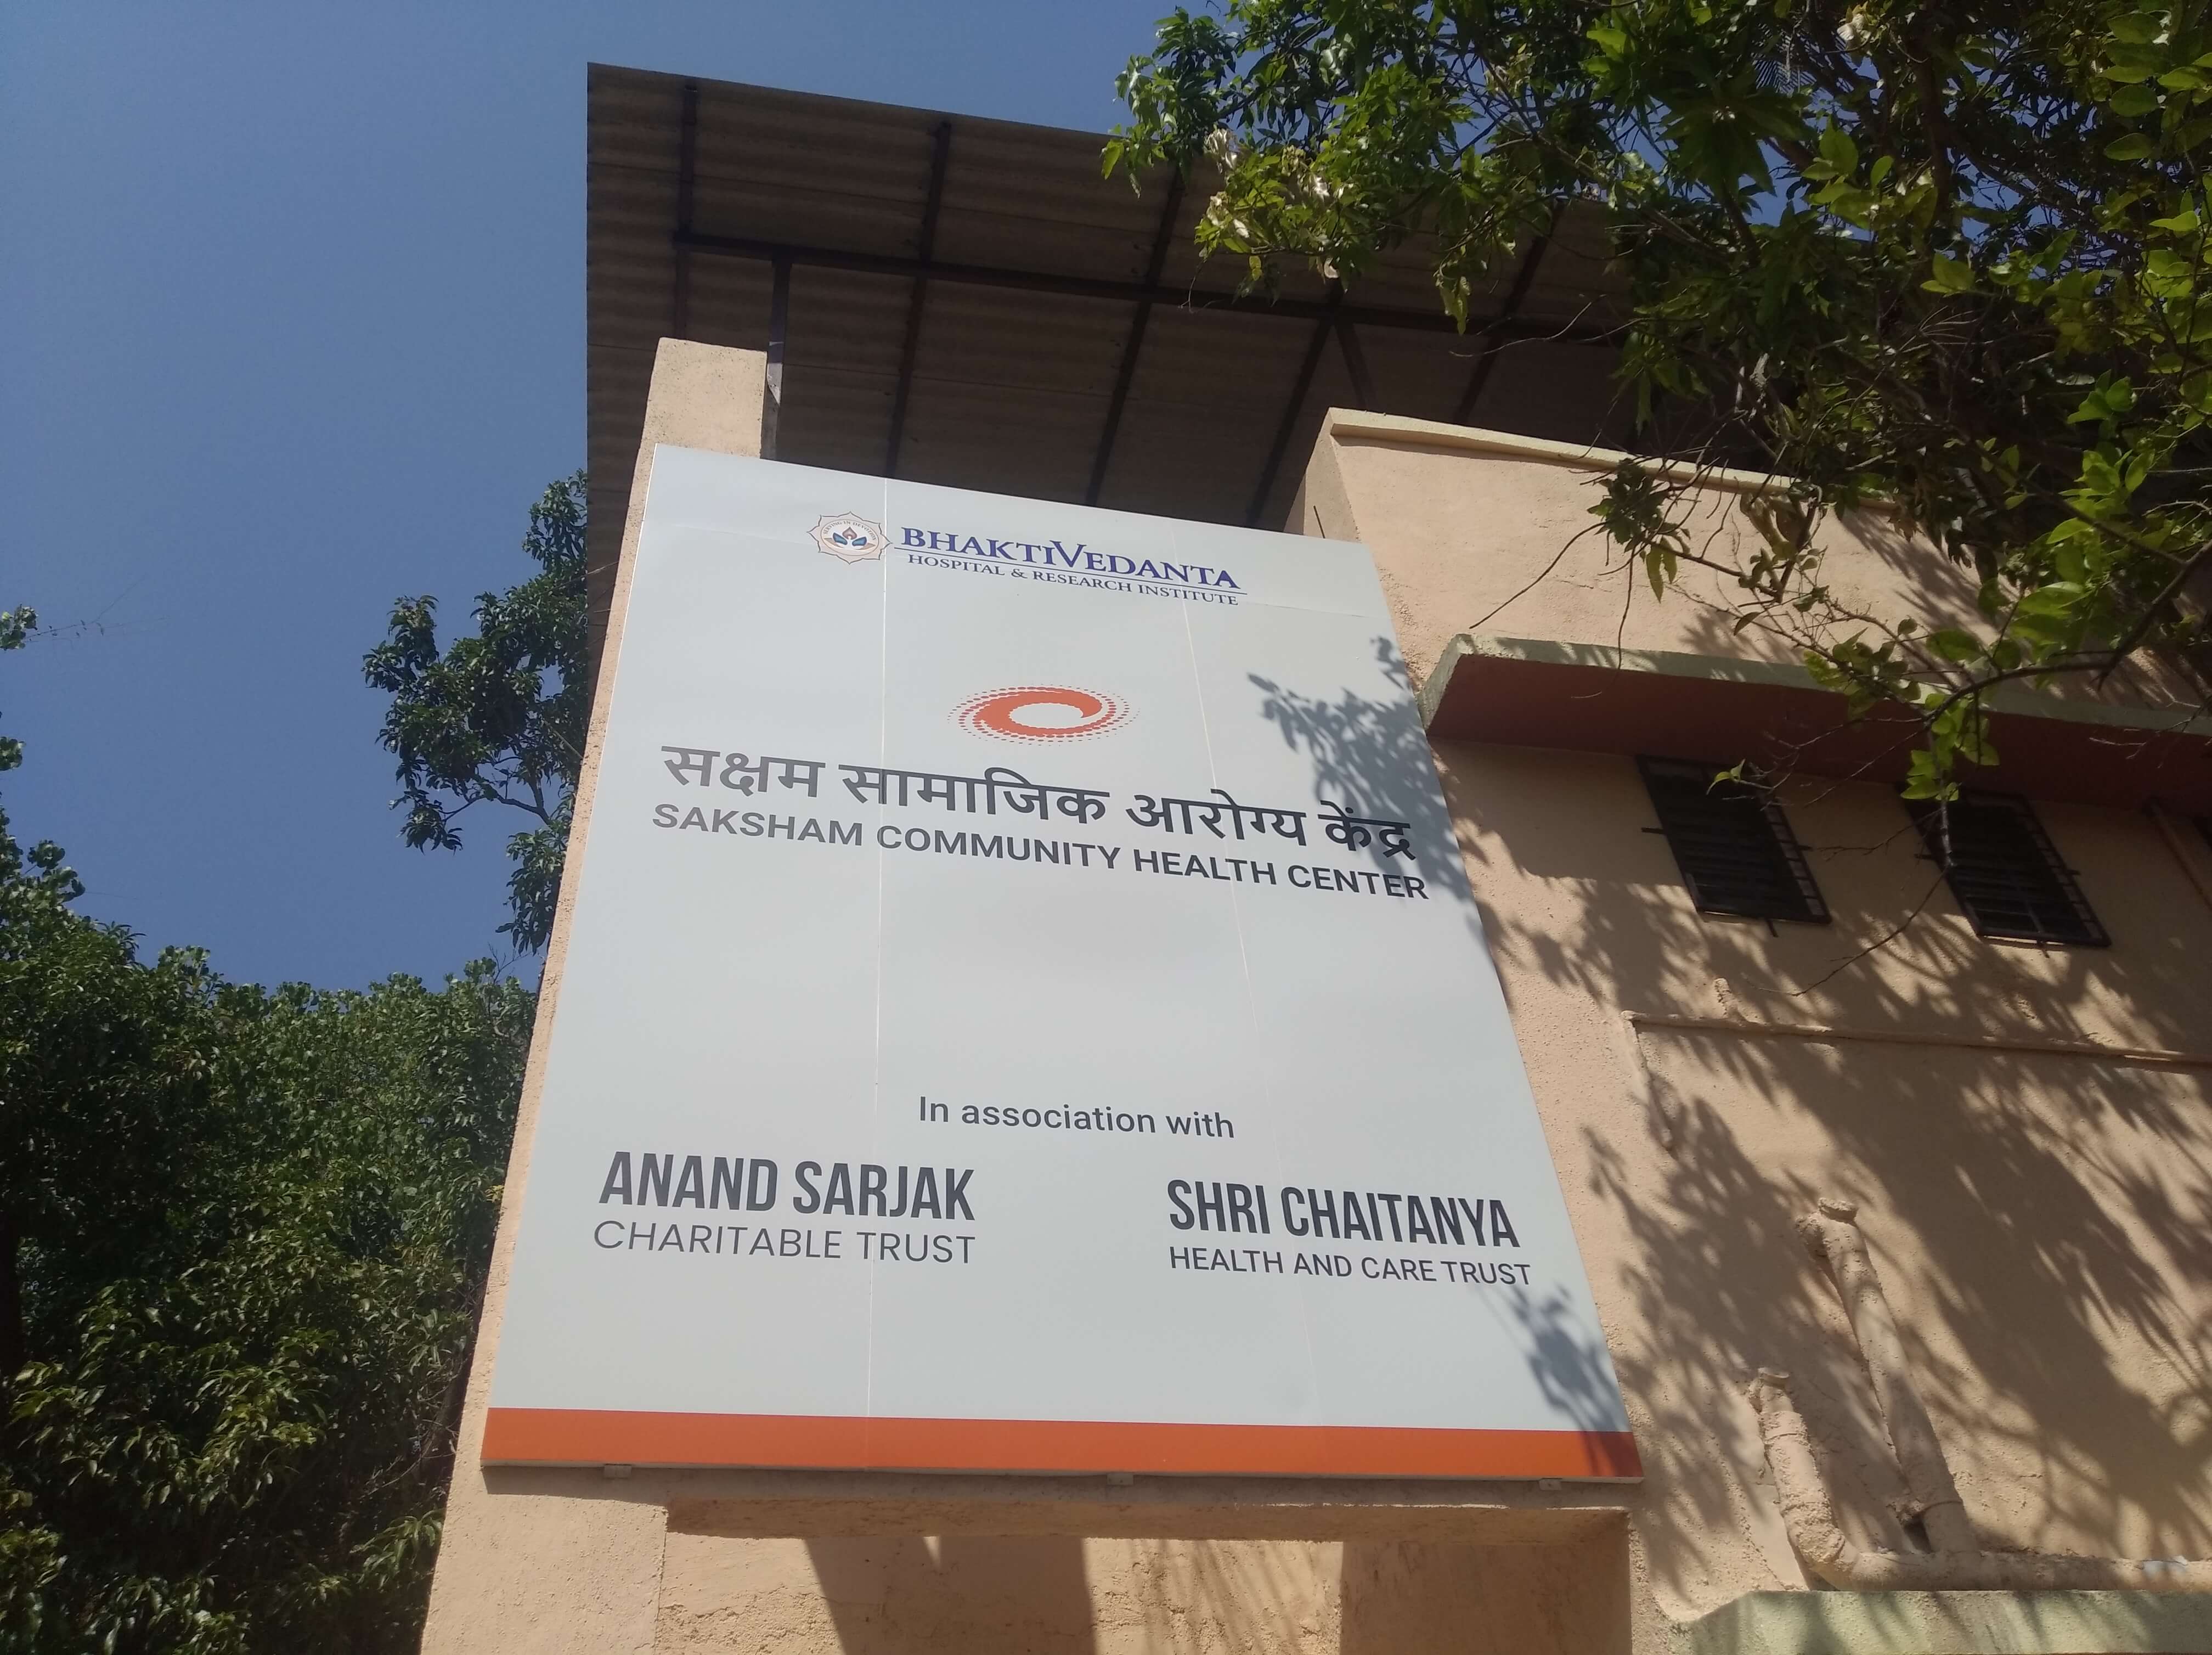 BHAKTIVEDANTA
HOSPITAL & RESEARCH INSTITUTE
सक्षम सामाजिक आरोग्य केंद्र
SAKSHAM COMMUNITY HEALTH CENTER
In association with
ANAND SARJAK
CHARITABLE TRUST
SHRI CHAITANYA
HEALTH AND CARE TRUST